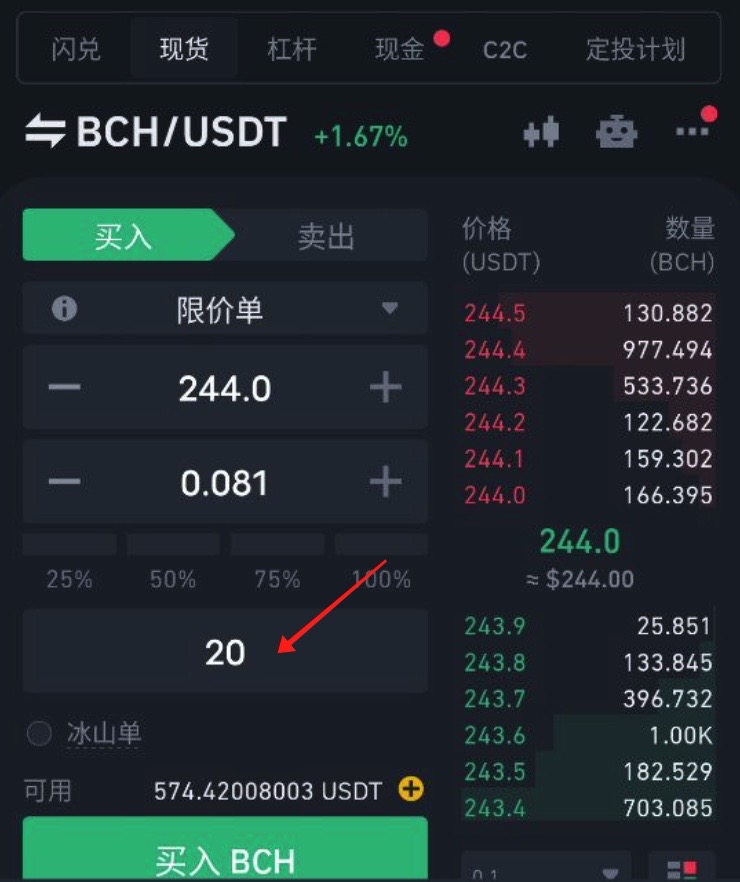 闪兑 现货 杠杆 现金 C2C 定投计划
BCH/USDT +1.67%
买入 卖出
限价单
244.0
0.081
25% 50% 75% 100%
20
冰山单
可用 574.42008003 USDT
买入 BCH
价格 数量
(USDT) (BCH)
244.5 130.882
244.4 977.494
244.3 533.736
244.2 122.682
244.1 159.302
244.0 166.395
244.0
≈ $244.00
243.9 25.851
243.8 133.845
243.7 396.732
243.6 1.00K
243.5 182.529
243.4 703.085
0.1